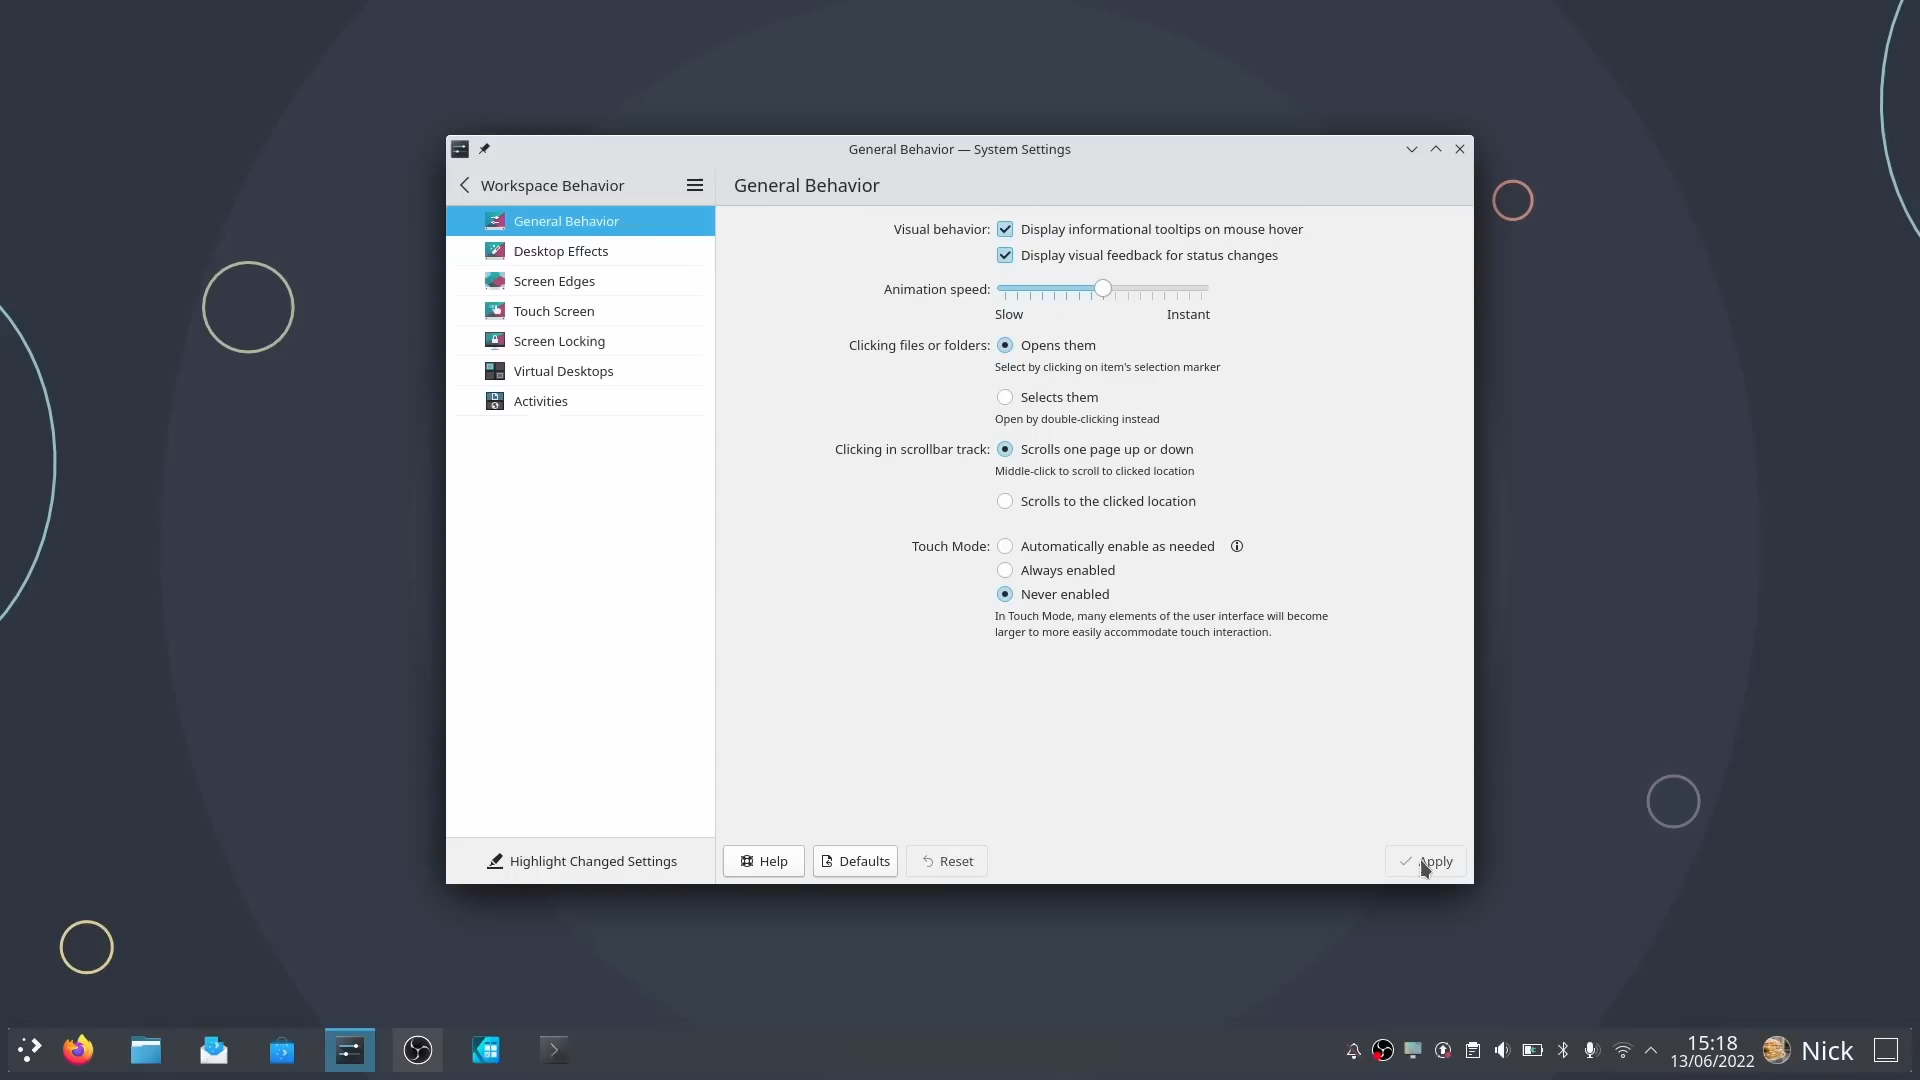 General Behavior — System Settings
Workspace Behavior
General Behavior
General Behavior
Desktop Effects
Screen Edges
Touch Screen
Screen Locking
Virtual Desktops
Activities
Visual behavior: Display informational tooltips on mouse hover
Display visual feedback for status changes
Animation speed:
Slow Instant
Clicking files or folders: Opens them
Select by clicking on item's selection marker
Selects them
Open by double-clicking instead
Clicking in scrollbar track: Scrolls one page up or down
Middle-click to scroll to clicked location
Scrolls to the clicked location
Touch Mode: Automatically enable as needed
Always enabled
Never enabled
In Touch Mode, many elements of the user interface will become
larger to more easily accommodate touch interaction.
Highlight Changed Settings
Help Defaults Reset Apply
15:18
13/06/2022
Nick